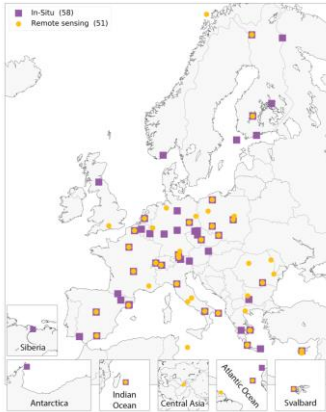 In-Situ (58)
Remote sensing (51)
Siberia
Antarctica
Indian
Ocean
Central Asia
Atlantic Ocean
Svalbard